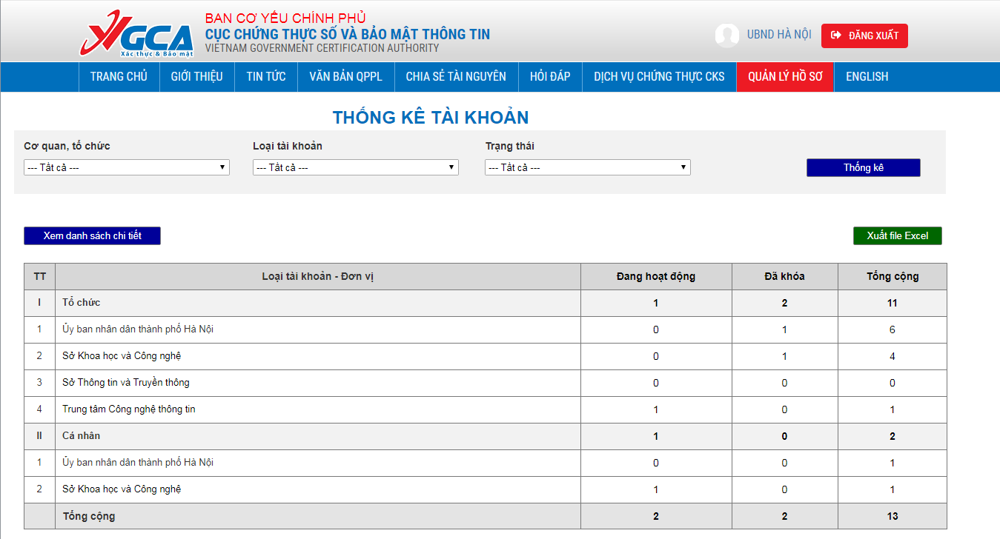 VGCA
Xác thực & Bảo mật
BAN CƠ YẾU CHÍNH PHỦ
CỤC CHỨNG THỰC SỐ VÀ BẢO MẬT THÔNG TIN
VIETNAM GOVERNMENT CERTIFICATION AUTHORITY
UBND HÀ NỘI ĐĂNG XUẤT
TRANG CHỦ GIỚI THIỆU TIN TỨC VĂN BẢN QPPL CHIA SẺ TÀI NGUYÊN HỎI ĐÁP DỊCH VỤ CHỨNG THỰC CKS QUẢN LÝ HỒ SƠ ENGLISH
THỐNG KÊ TÀI KHOẢN
Cơ quan, tổ chức Loại tài khoản Trạng thái
--- Tất cả --- --- Tất cả --- --- Tất cả --- Thống kê
Xem danh sách chi tiết Xuất file Excel
TT Loại tài khoản - Đơn vị Đang hoạt động Đã khóa Tổng cộng
I Tổ chức 1 2 11
1 Ủy ban nhân dân thành phố Hà Nội 0 1 6
2 Sở Khoa học và Công nghệ 0 1 4
3 Sở Thông tin và Truyền thông 0 0 0
4 Trung tâm Công nghệ thông tin 1 0 1
II Cá nhân 1 0 2
1 Ủy ban nhân dân thành phố Hà Nội 0 0 1
2 Sở Khoa học và Công nghệ 1 0 1
Tổng cộng 2 2 13